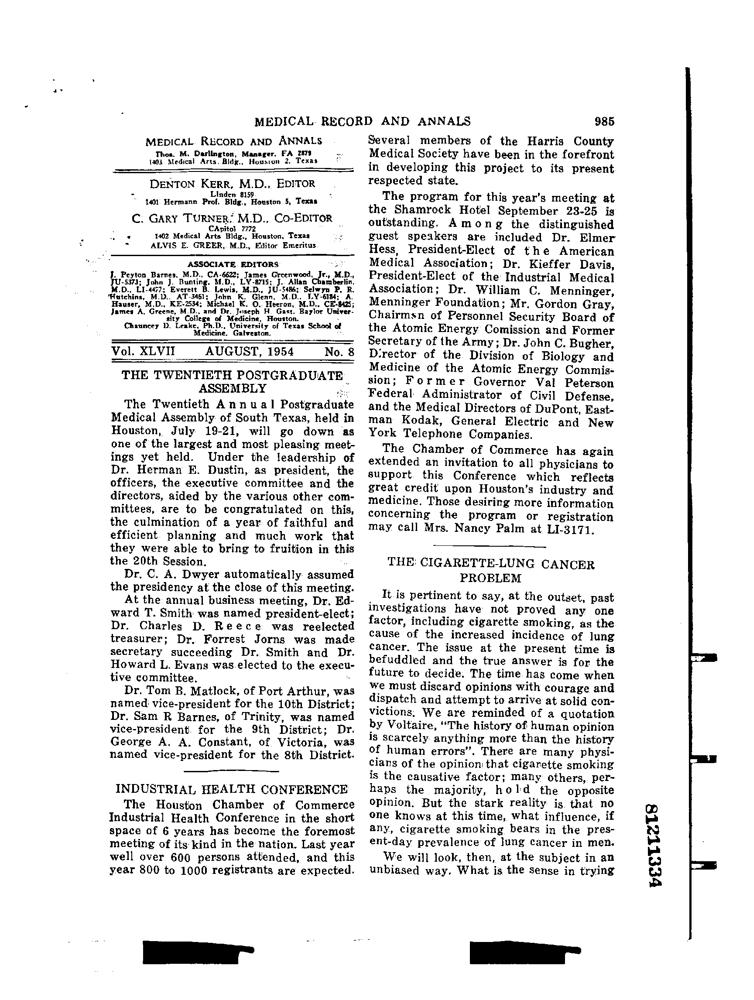 MEDICAL RECORD AND ANNALS 985
MEDICAL RECORD AND ANNALS
Thos. M. Darlington, Manager, FA 2879
1403 Medical Arts. Bldg., Houston 2, Texas
DENTON KERR, M.D., EDITOR
Linden 8159
1401 Hermann Prof. Bldg., Houston 5, Texas
C. GARY TURNER, M.D., CO-EDITOR
CApitol 7772
1402 Medical Arts Bldg., Houston, Texas
ALVIS E. GREER, M.D., Editor Emeritus
ASSOCIATE EDITORS
J. Peyton Barnes, M.D., CA-6622; James Greenwood, Jr., M.D.,
JU-5373; John J. Bunting, M.D., LY-8715; J. Allan Chamberlin,
M.D., LI-4477; Everett B. Lewis, M.D., JU-5486; Selwyn P. R.
Hutchins, M.D., AT-3451; John K. Glenn, M.D., LY-6184; A.
Hauser, M.D., KE-2534; Michael K. O. Heeron, M.D., CE-8425;
James A. Greene, M.D., and Dr. Joseph H. Gast, Baylor Univer-
sity College of Medicine, Houston.
Chauncey D. Leake, Ph.D., University of Texas School of
Medicine, Galveston.
Vol. XLVII AUGUST, 1954 No. 8
THE TWENTIETH POSTGRADUATE
ASSEMBLY
The Twentieth Annual Postgraduate
Medical Assembly of South Texas, held in
Houston, July 19-21, will go down as
one of the largest and most pleasing meet-
ings yet held. Under the leadership of
Dr. Herman E. Dustin, as president, the
officers, the executive committee and the
directors, aided by the various other com-
mittees, are to be congratulated on this,
the culmination of a year of faithful and
efficient planning and much work that
they were able to bring to fruition in this
the 20th Session.
Dr. C. A. Dwyer automatically assumed
the presidency at the close of this meeting.
At the annual business meeting, Dr. Ed-
ward T. Smith was named president-elect;
Dr. Charles D. Reece was reelected
treasurer; Dr. Forrest Jorns was made
secretary succeeding Dr. Smith and Dr.
Howard L. Evans was elected to the execu-
tive committee.
Dr. Tom B. Matlock, of Port Arthur, was
named vice-president for the 10th District;
Dr. Sam R Barnes, of Trinity, was named
vice-president for the 9th District; Dr.
George A. A. Constant, of Victoria, was
named vice-president for the 8th District.
INDUSTRIAL HEALTH CONFERENCE
The Houston Chamber of Commerce
Industrial Health Conference in the short
space of 6 years has become the foremost
meeting of its kind in the nation. Last year
well over 600 persons attended, and this
year 800 to 1000 registrants are expected.
Several members of the Harris County
Medical Society have been in the forefront
in developing this project to its present
respected state.
The program for this year's meeting at
the Shamrock Hotel September 23-25 is
outstanding. Among the distinguished
guest speakers are included Dr. Elmer
Hess, President-Elect of the American
Medical Association; Dr. Kieffer Davis,
President-Elect of the Industrial Medical
Association; Dr. William C. Menninger,
Menninger Foundation; Mr. Gordon Gray,
Chairman of Personnel Security Board of
the Atomic Energy Comission and Former
Secretary of the Army; Dr. John C. Bugher,
Director of the Division of Biology and
Medicine of the Atomic Energy Commis-
sion; Former Governor Val Peterson
Federal Administrator of Civil Defense,
and the Medical Directors of DuPont, East-
man Kodak, General Electric and New
York Telephone Companies.
The Chamber of Commerce has again
extended an invitation to all physicians to
support this Conference which reflects
great credit upon Houston's industry and
medicine. Those desiring more information
concerning the program or registration
may call Mrs. Nancy Palm at LI-3171.
THE CIGARETTE-LUNG CANCER
PROBLEM
It is pertinent to say, at the outset, past
investigations have not proved any one
factor, including cigarette smoking, as the
cause of the increased incidence of lung
cancer. The issue at the present time is
befuddled and the true answer is for the
future to decide. The time has come when
we must discard opinions with courage and
dispatch and attempt to arrive at solid con-
victions. We are reminded of a quotation
by Voltaire, "The history of human opinion
is scarcely anything more than the history
of human errors". There are many physi-
cians of the opinion that cigarette smoking
is the causative factor; many others, per-
haps the majority, hold the opposite
opinion. But the stark reality is that no
one knows at this time, what influence, if
any, cigarette smoking bears in the pres-
ent-day prevalence of lung cancer in men.
We will look, then, at the subject in an
unbiased way. What is the sense in trying
81211334